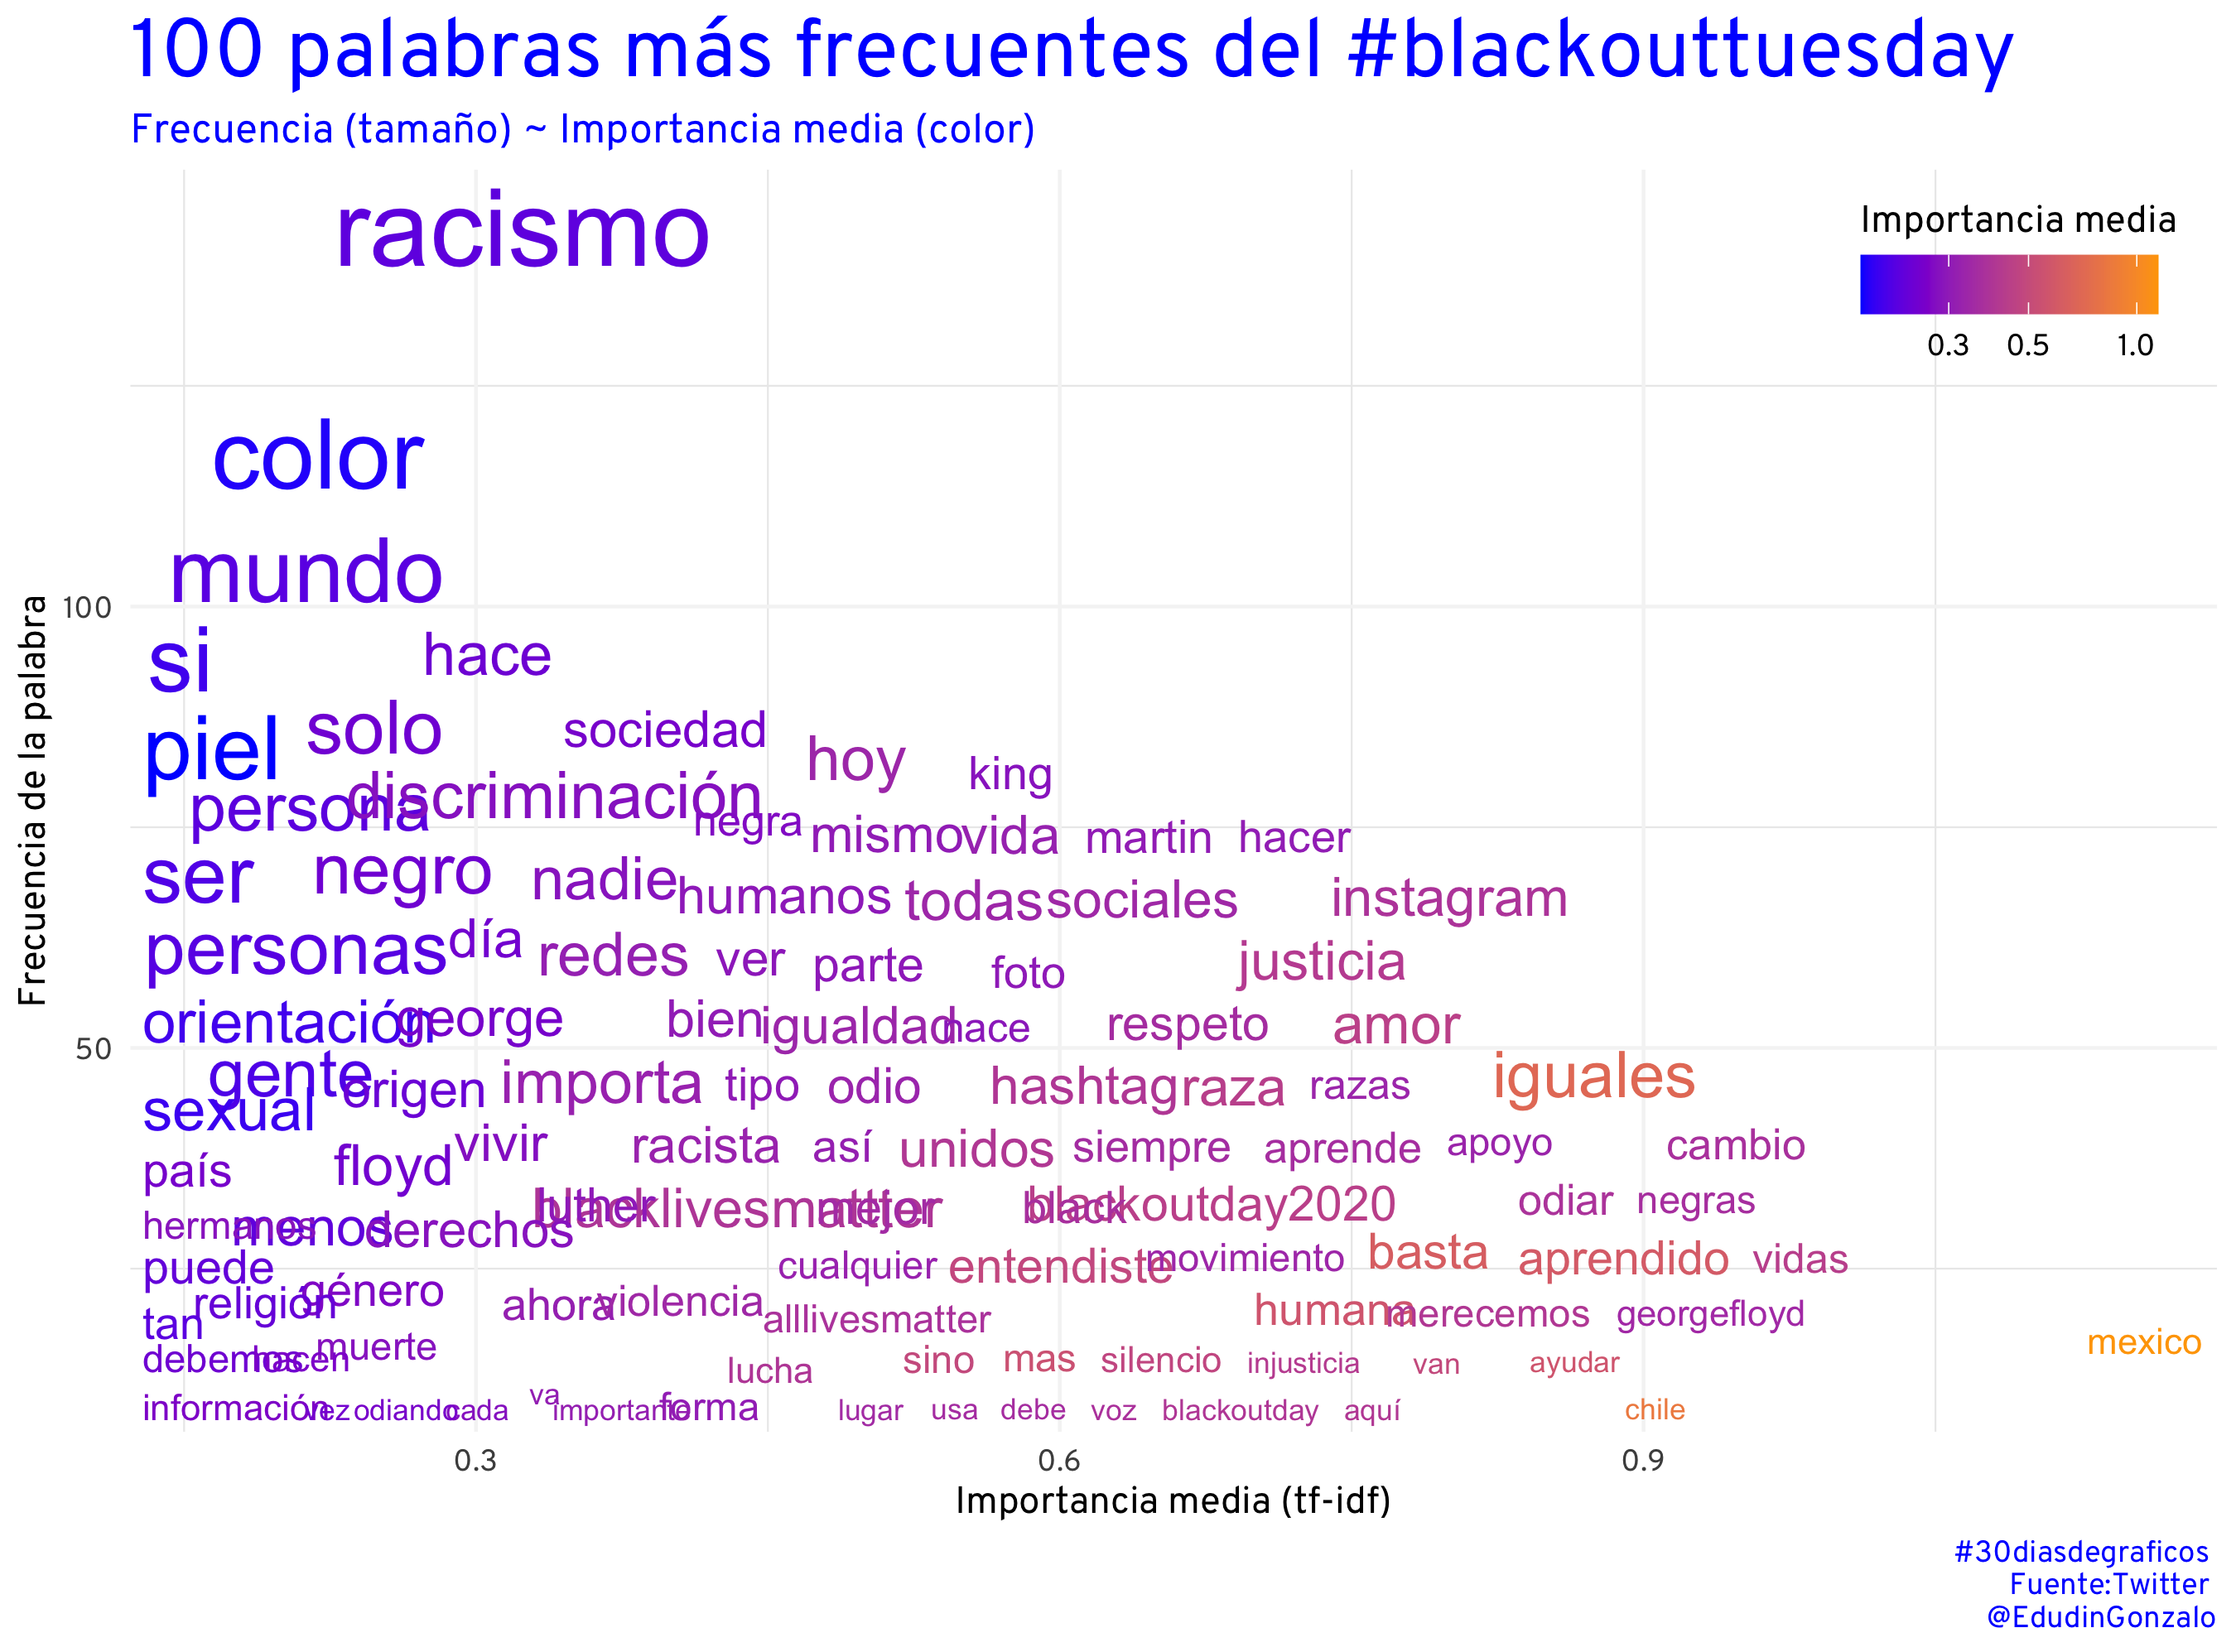 100 palabras más frecuentes del #blackouttuesday
Frecuencia (tamaño) ~ Importancia media (color)
racismo
Importancia media
0.3 0.5 1.0
color
mundo
Frecuencia de la palabra
100
si hace
solo sociedad
piel hoy king
persona discriminación
negra mismo vida martin hacer
ser negro nadie humanos todas sociales instagram
personas día redes ver parte foto justicia
orientación george bien igualdad hace respeto amor
50
gente origen importa tipo odio hashtag raza razas iguales
sexual
país floyd vivir racista así unidos siempre aprende apoyo cambio
hermanos menos derechos luther blacklivesmatter mejor black blackoutday2020 odiar negras
puede cualquier entendiste movimiento basta aprendido vidas
religión género ahora violencia alllivesmatter humana merecemos georgefloyd
tan
debemos hacen muerte lucha sino mas silencio injusticia van ayudar mexico
información vez odiando cada va importante forma lugar usa debe voz blackoutday aquí chile
0.3 0.6 0.9
Importancia media (tf-idf)
#30diasdegraficos
Fuente:Twitter
@EdudinGonzalo